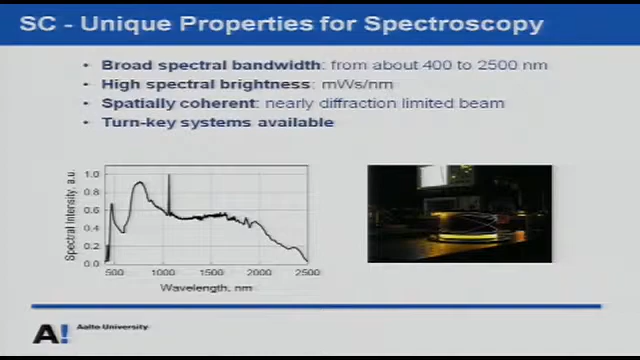 SC - Unique Properties for Spectroscopy
• Broad spectral bandwidth: from about 400 to 2500 nm
• High spectral brightness: mWs/nm
• Spatially coherent: nearly diffraction limited beam
• Turn-key systems available
Spectral Intensity, a.u.
1.0
0.8
0.6
0.4
0.2
0.0
500 1000 1500 2000 2500
Wavelength, nm
A! Aalto University